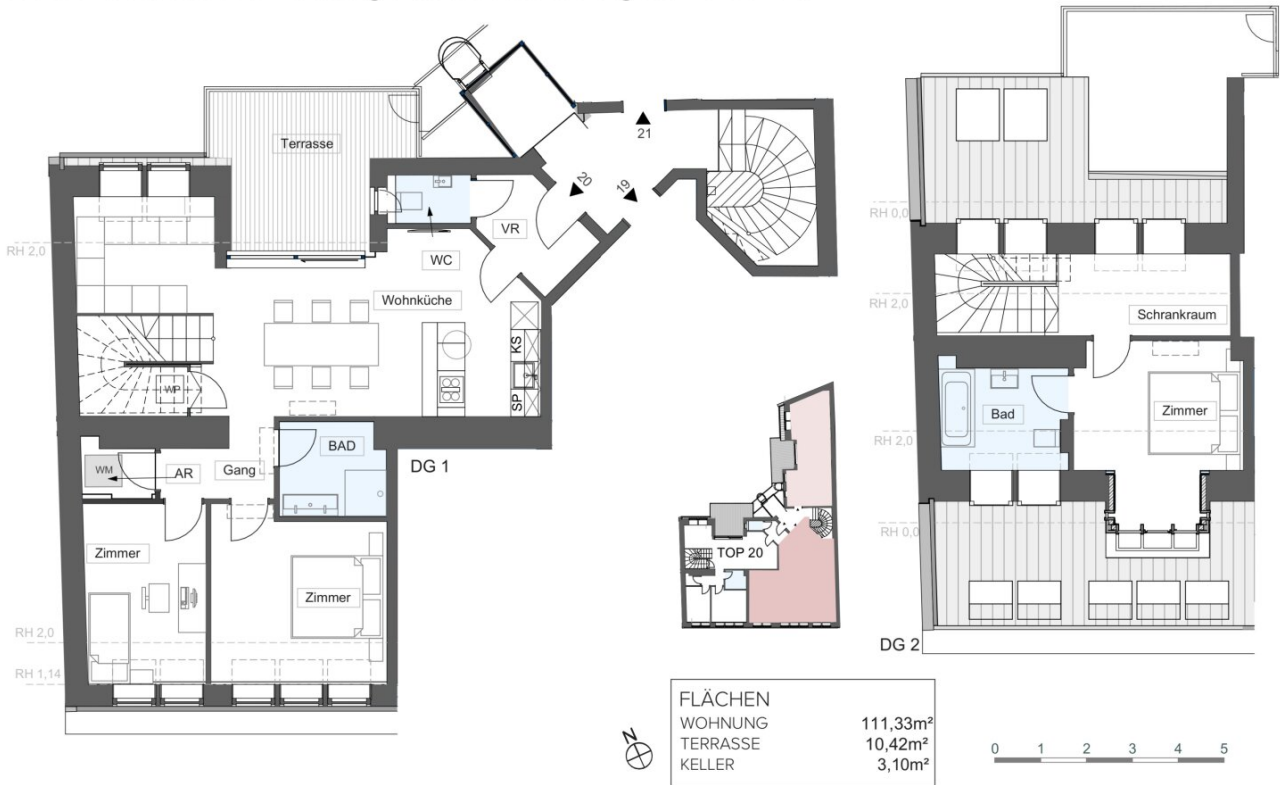 Terrasse
21
20
19
RH 2,0
VR
WC
Wohnküche
KS
WP
SP
BAD
DG 1
WM
AR
Gang
Zimmer
Zimmer
RH 2,0
RH 1,14
TOP 20
RH 0,0
RH 2,0
Schrankraum
Bad
Zimmer
RH 2,0
RH 0,0
DG 2
FLÄCHEN
WOHNUNG 111,33m²
TERRASSE 10,42m²
KELLER 3,10m²
N
0 1 2 3 4 5